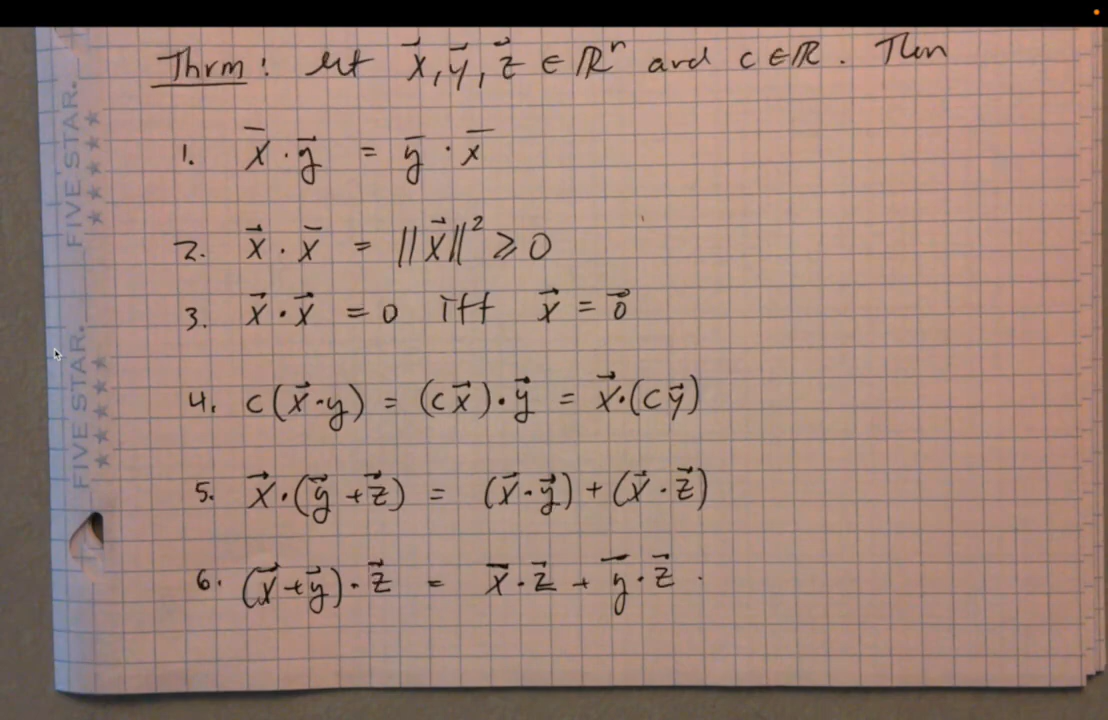 Thrm: let x⃗, y⃗, z⃗ ∈ ℝⁿ and c ∈ ℝ. Then
1. x̅ · y⃗ = y̅ · x̅
2. x⃗ · x̅ = ||x⃗||² ⩾ 0
3. x⃗ · x⃗ = 0 iff x⃗ = 0⃗
4. c(x⃗ · y) = (cx⃗) · y⃗ = x⃗ · (cy⃗)
5. x⃗ · (y⃗ + z⃗) = (x⃗ · y⃗) + (x⃗ · z⃗)
6. (x⃗ + y⃗) · z⃗ = x̅ · z⃗ + y̅ · z⃗.
FIVE STAR.
FIVE STAR.